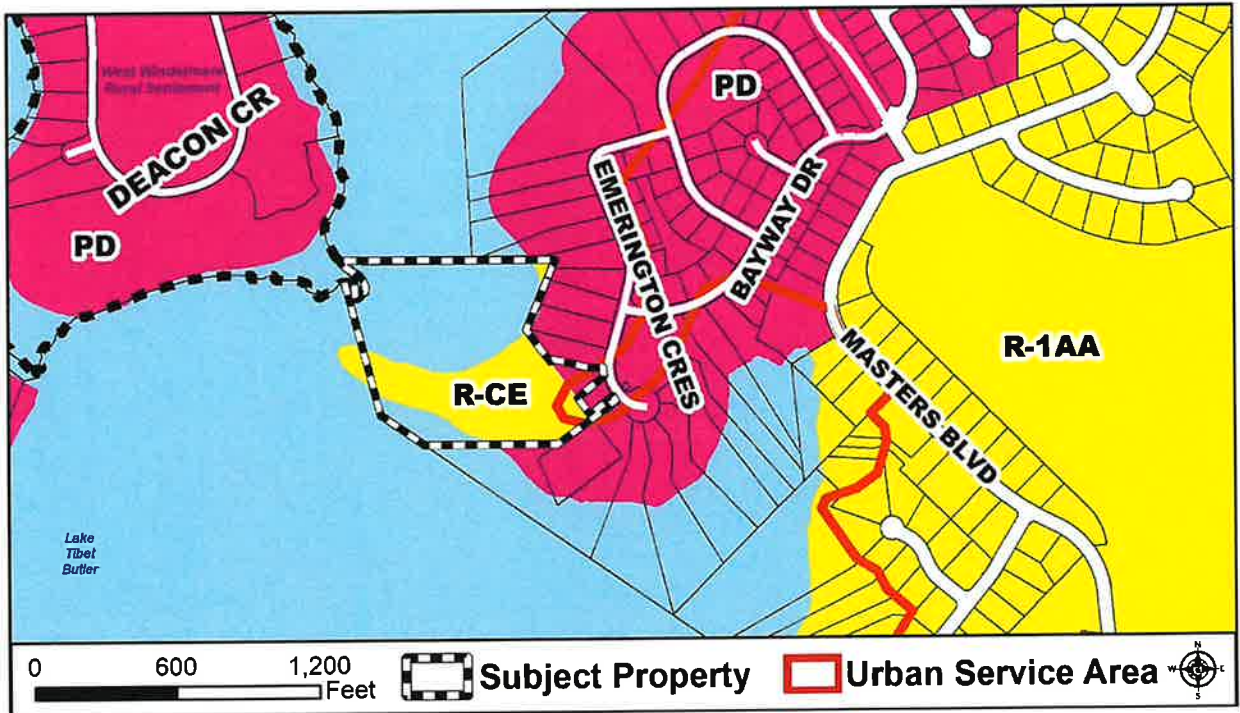 West Windermere
Rural Settlement
PD
DEACON CR
PD
EMERINGTON CRES
BAYWAY DR
R-CE
MASTERS BLVD
R-1AA
Lake
Tibet
Butler
0 600 1,200
Feet
Subject Property
Urban Service Area
N
W E
S